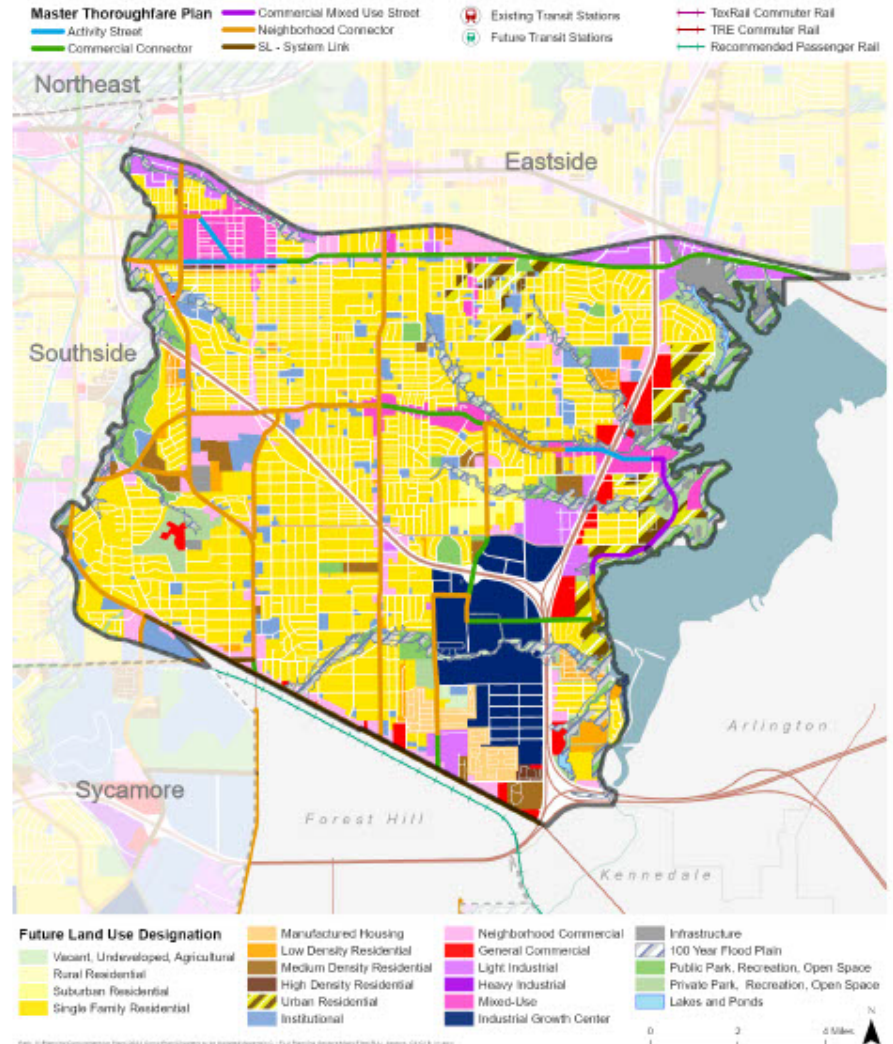 Master Thoroughfare Plan
Activity Street
Commercial Connector
Commercial Mixed Use Street
Neighborhood Connector
SL - System Link
Existing Transit Stations
Future Transit Stations
TexRail Commuter Rail
TRE Commuter Rail
Recommended Passenger Rail
Northeast
Eastside
Southside
Sycamore
Arlington
Forest Hill
Kennedale
Future Land Use Designation
Vacant, Undeveloped, Agricultural
Rural Residential
Suburban Residential
Single Family Residential
Manufactured Housing
Low Density Residential
Medium Density Residential
High Density Residential
Urban Residential
Institutional
Neighborhood Commercial
General Commercial
Light Industrial
Heavy Industrial
Mixed-Use
Industrial Growth Center
Infrastructure
100 Year Flood Plain
Public Park, Recreation, Open Space
Private Park, Recreation, Open Space
Lakes and Ponds
N
0 2 4 Miles